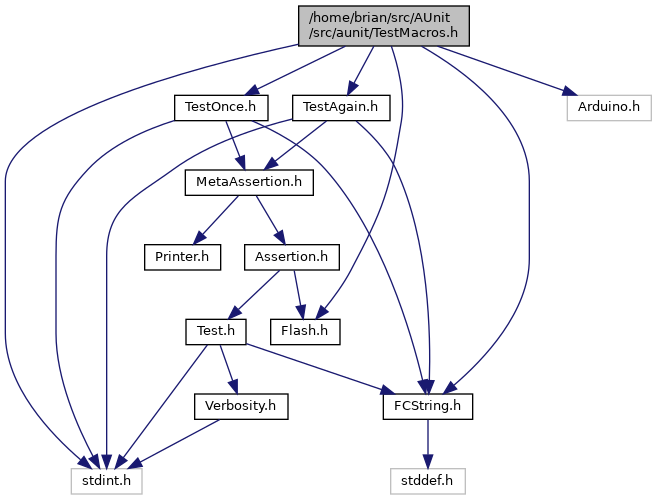 /home/brian/src/AUnit
/src/aunit/TestMacros.h
TestOnce.h
TestAgain.h
Arduino.h
MetaAssertion.h
Printer.h
Assertion.h
Test.h
Flash.h
Verbosity.h
FCString.h
stdint.h
stddef.h